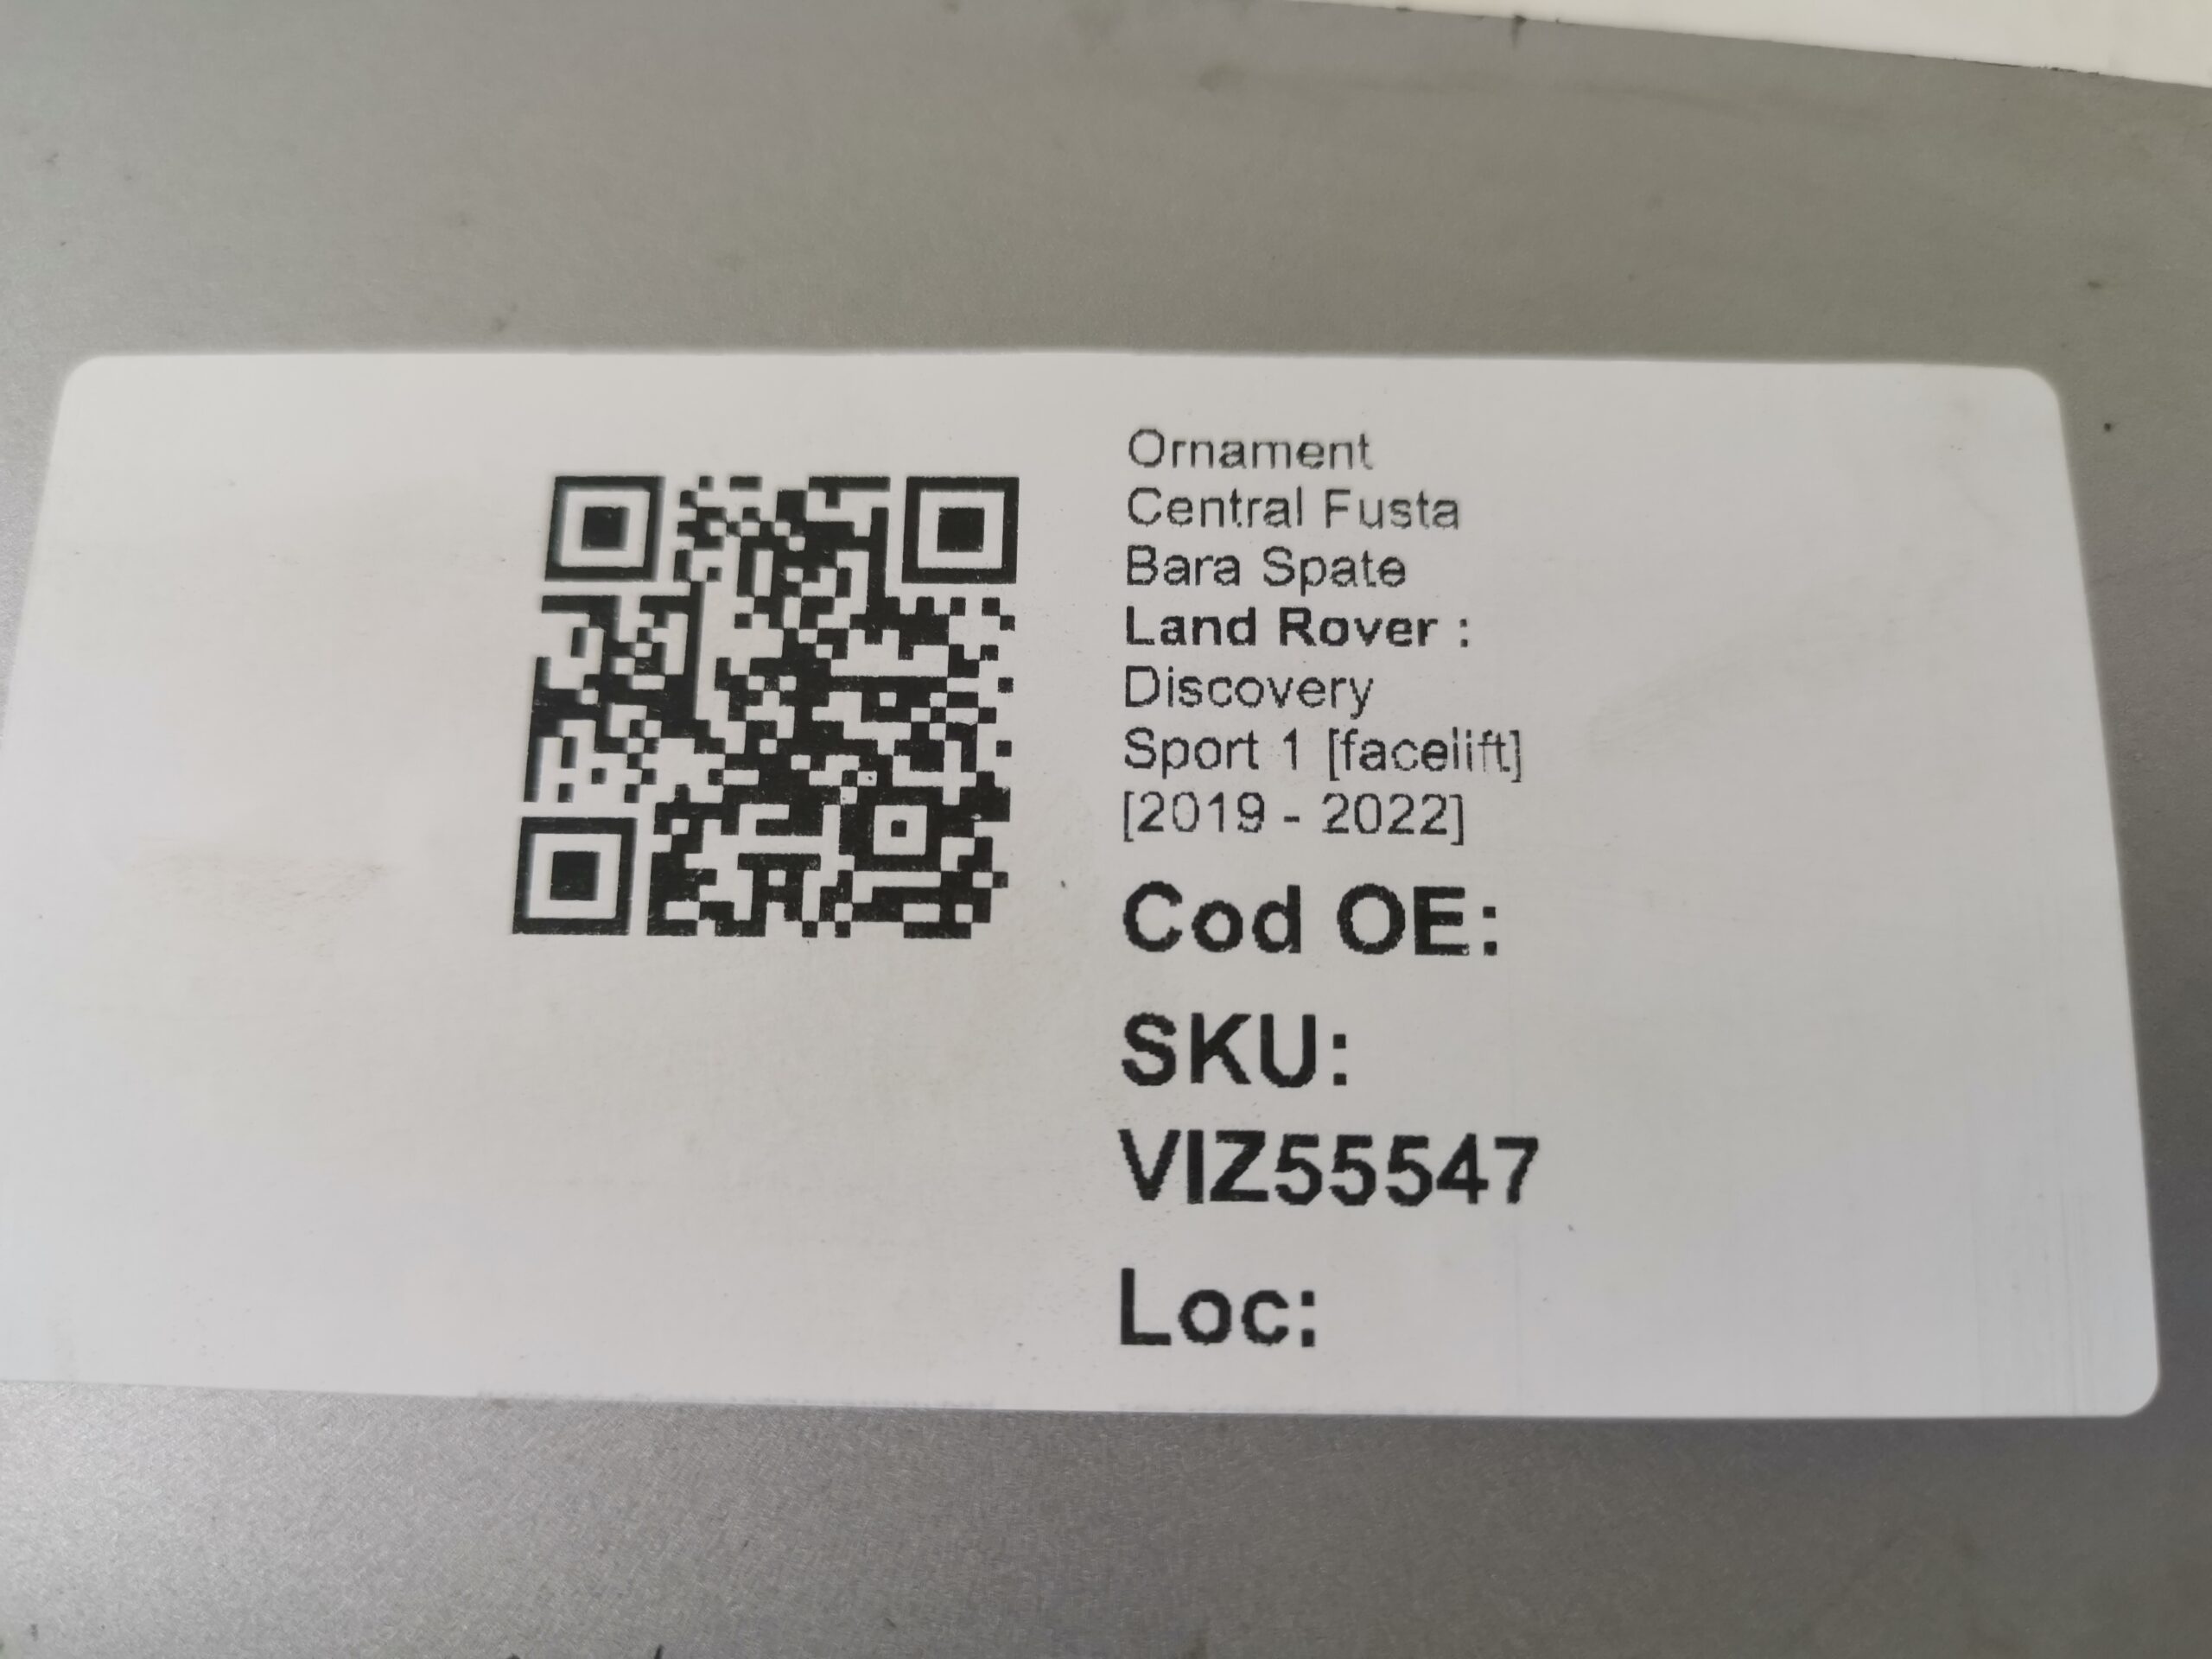 Ornament
Central Fusta
Bara Spate
Land Rover :
Discovery
Sport 1 [facelift]
[2019 - 2022]
Cod OE:
SKU:
VIZ55547
Loc: